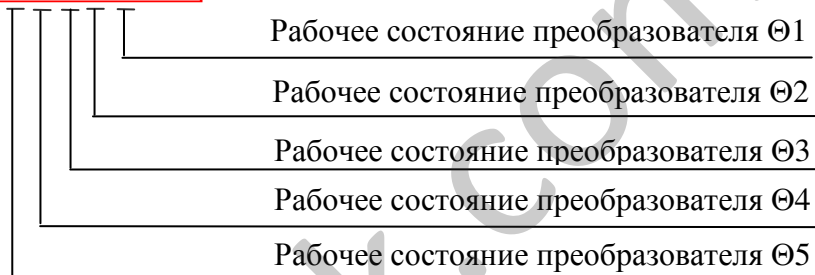 Рабочее состояние преобразователя Θ1
Рабочее состояние преобразователя Θ2
Рабочее состояние преобразователя Θ3
Рабочее состояние преобразователя Θ4
Рабочее состояние преобразователя Θ5